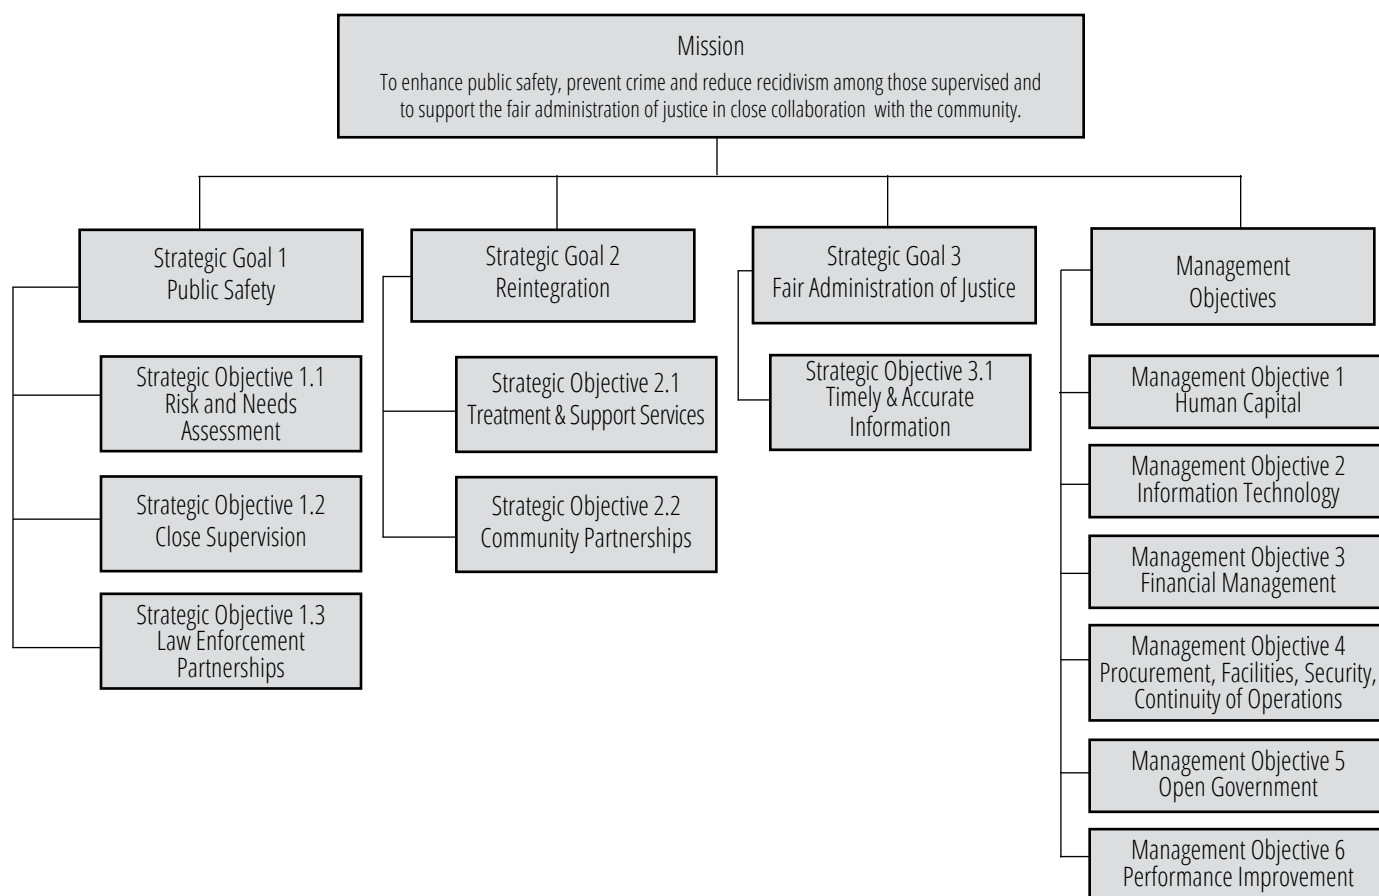 Mission
To enhance public safety, prevent crime and reduce recidivism among those supervised and
to support the fair administration of justice in close collaboration with the community.
Strategic Goal 1
Public Safety
Strategic Objective 1.1
Risk and Needs
Assessment
Strategic Objective 1.2
Close Supervision
Strategic Objective 1.3
Law Enforcement
Partnerships
Strategic Goal 2
Reintegration
Strategic Objective 2.1
Treatment & Support Services
Strategic Objective 2.2
Community Partnerships
Strategic Goal 3
Fair Administration of Justice
Strategic Objective 3.1
Timely & Accurate
Information
Management
Objectives
Management Objective 1
Human Capital
Management Objective 2
Information Technology
Management Objective 3
Financial Management
Management Objective 4
Procurement, Facilities, Security,
Continuity of Operations
Management Objective 5
Open Government
Management Objective 6
Performance Improvement